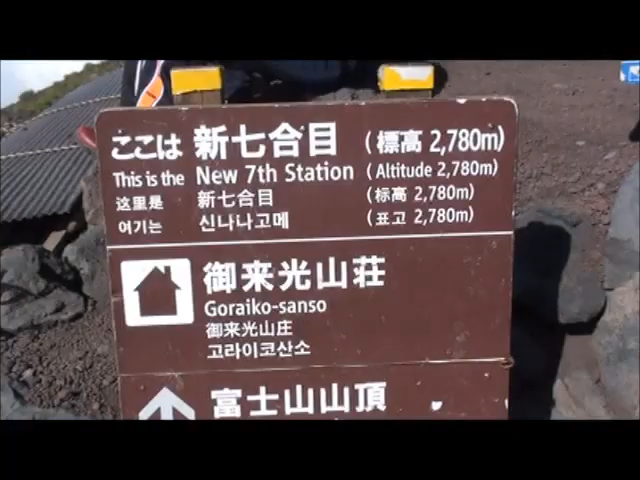 ここは 新七合目 (標高 2,780m)
This is the New 7th Station (Altitude 2,780m)
这里是 新七合目 (标高 2,780m)
여기는 신나나고메 (표고 2,780m)
御来光山荘
Goraiko-sanso
御来光山庄
고라이코산소
富士山山頂